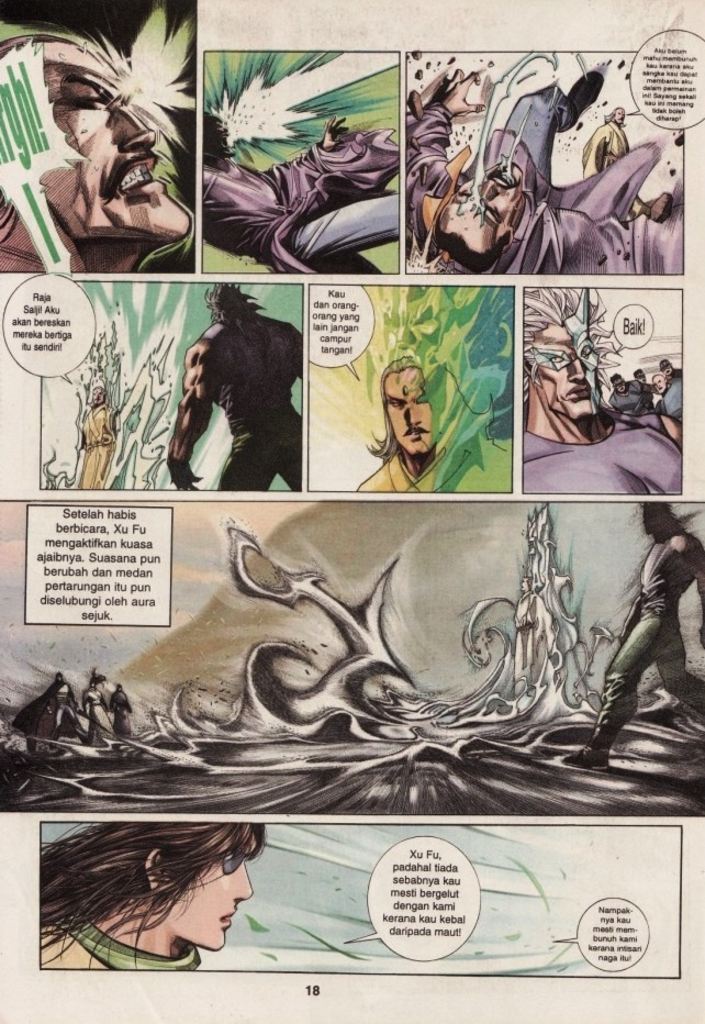 rgh!
Aku belum
mahu membunuh
kau kerana aku
sangka kau dapat
membantu aku
dalam permainan
ini! Sayang sekali
kau ini memang
tidak boleh
diharap!
Raja
Salji! Aku
akan bereskan
mereka bertiga
itu sendiri!
Kau
dan orang-
orang yang
lain jangan
campur
tangan!
Baik!
Setelah habis
berbicara, Xu Fu
mengaktifkan kuasa
ajaibnya. Suasana pun
berubah dan medan
pertarungan itu pun
diselubungi oleh aura
sejuk.
Xu Fu,
padahal tiada
sebabnya kau
mesti bergelut
dengan kami
kerana kau kebal
daripada maut!
Nampak-
nya kau
mesti mem-
bunuh kami
kerana intisari
naga itu!
18